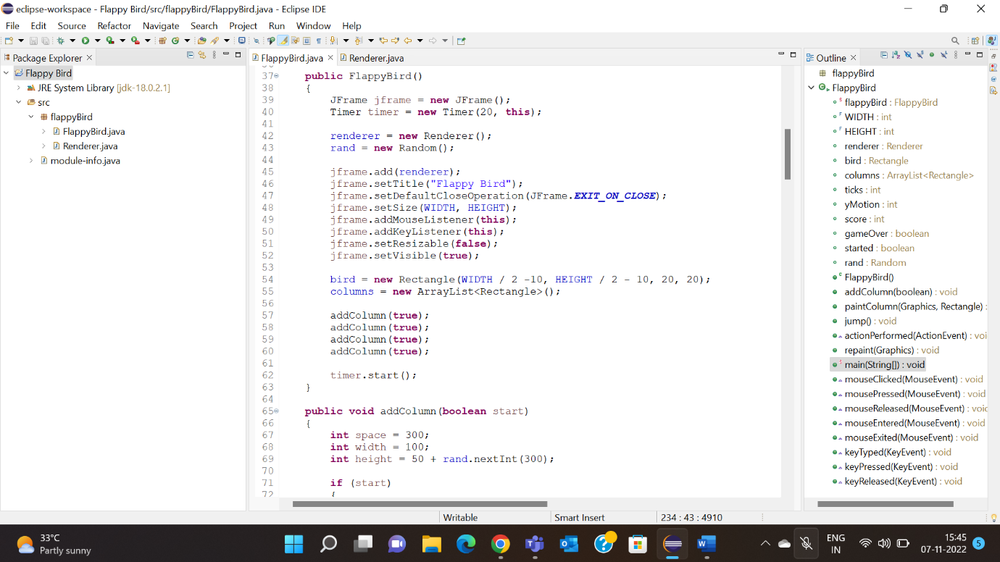 eclipse-workspace - Flappy Bird/src/flappyBird/FlappyBird.java - Eclipse IDE
File Edit Source Refactor Navigate Search Project Run Window Help
Package Explorer
Flappy Bird
JRE System Library [jdk-18.0.2.1]
src
flappyBird
FlappyBird.java
Renderer.java
module-info.java
FlappyBird.java Renderer.java
37 public FlappyBird()
38 {
39 JFrame jframe = new JFrame();
40 Timer timer = new Timer(20, this);
41
42 renderer = new Renderer();
43 rand = new Random();
44
45 jframe.add(renderer);
46 jframe.setTitle("Flappy Bird");
47 jframe.setDefaultCloseOperation(JFrame.EXIT_ON_CLOSE);
48 jframe.setSize(WIDTH, HEIGHT);
49 jframe.addMouseListener(this);
50 jframe.addKeyListener(this);
51 jframe.setResizable(false);
52 jframe.setVisible(true);
53
54 bird = new Rectangle(WIDTH / 2 -10, HEIGHT / 2 - 10, 20, 20);
55 columns = new ArrayList<Rectangle>();
56
57 addColumn(true);
58 addColumn(true);
59 addColumn(true);
60 addColumn(true);
61
62 timer.start();
63 }
64
65 public void addColumn(boolean start)
66 {
67 int space = 300;
68 int width = 100;
69 int height = 50 + rand.nextInt(300);
70
71 if (start)
72 {
Outline
flappyBird
FlappyBird
flappyBird : FlappyBird
WIDTH : int
HEIGHT : int
renderer : Renderer
bird : Rectangle
columns : ArrayList<Rectangle>
ticks : int
yMotion : int
score : int
gameOver : boolean
started : boolean
rand : Random
FlappyBird()
addColumn(boolean) : void
paintColumn(Graphics, Rectangle) :
jump() : void
actionPerformed(ActionEvent) : voi
repaint(Graphics) : void
main(String[]) : void
mouseClicked(MouseEvent) : void
mousePressed(MouseEvent) : void
mouseReleased(MouseEvent) : voic
mouseEntered(MouseEvent) : void
mouseExited(MouseEvent) : void
keyTyped(KeyEvent) : void
keyPressed(KeyEvent) : void
keyReleased(KeyEvent) : void
Writable Smart Insert 234 : 43 : 4910
33°C
Partly sunny
ENG
IN
15:45
07-11-2022
5